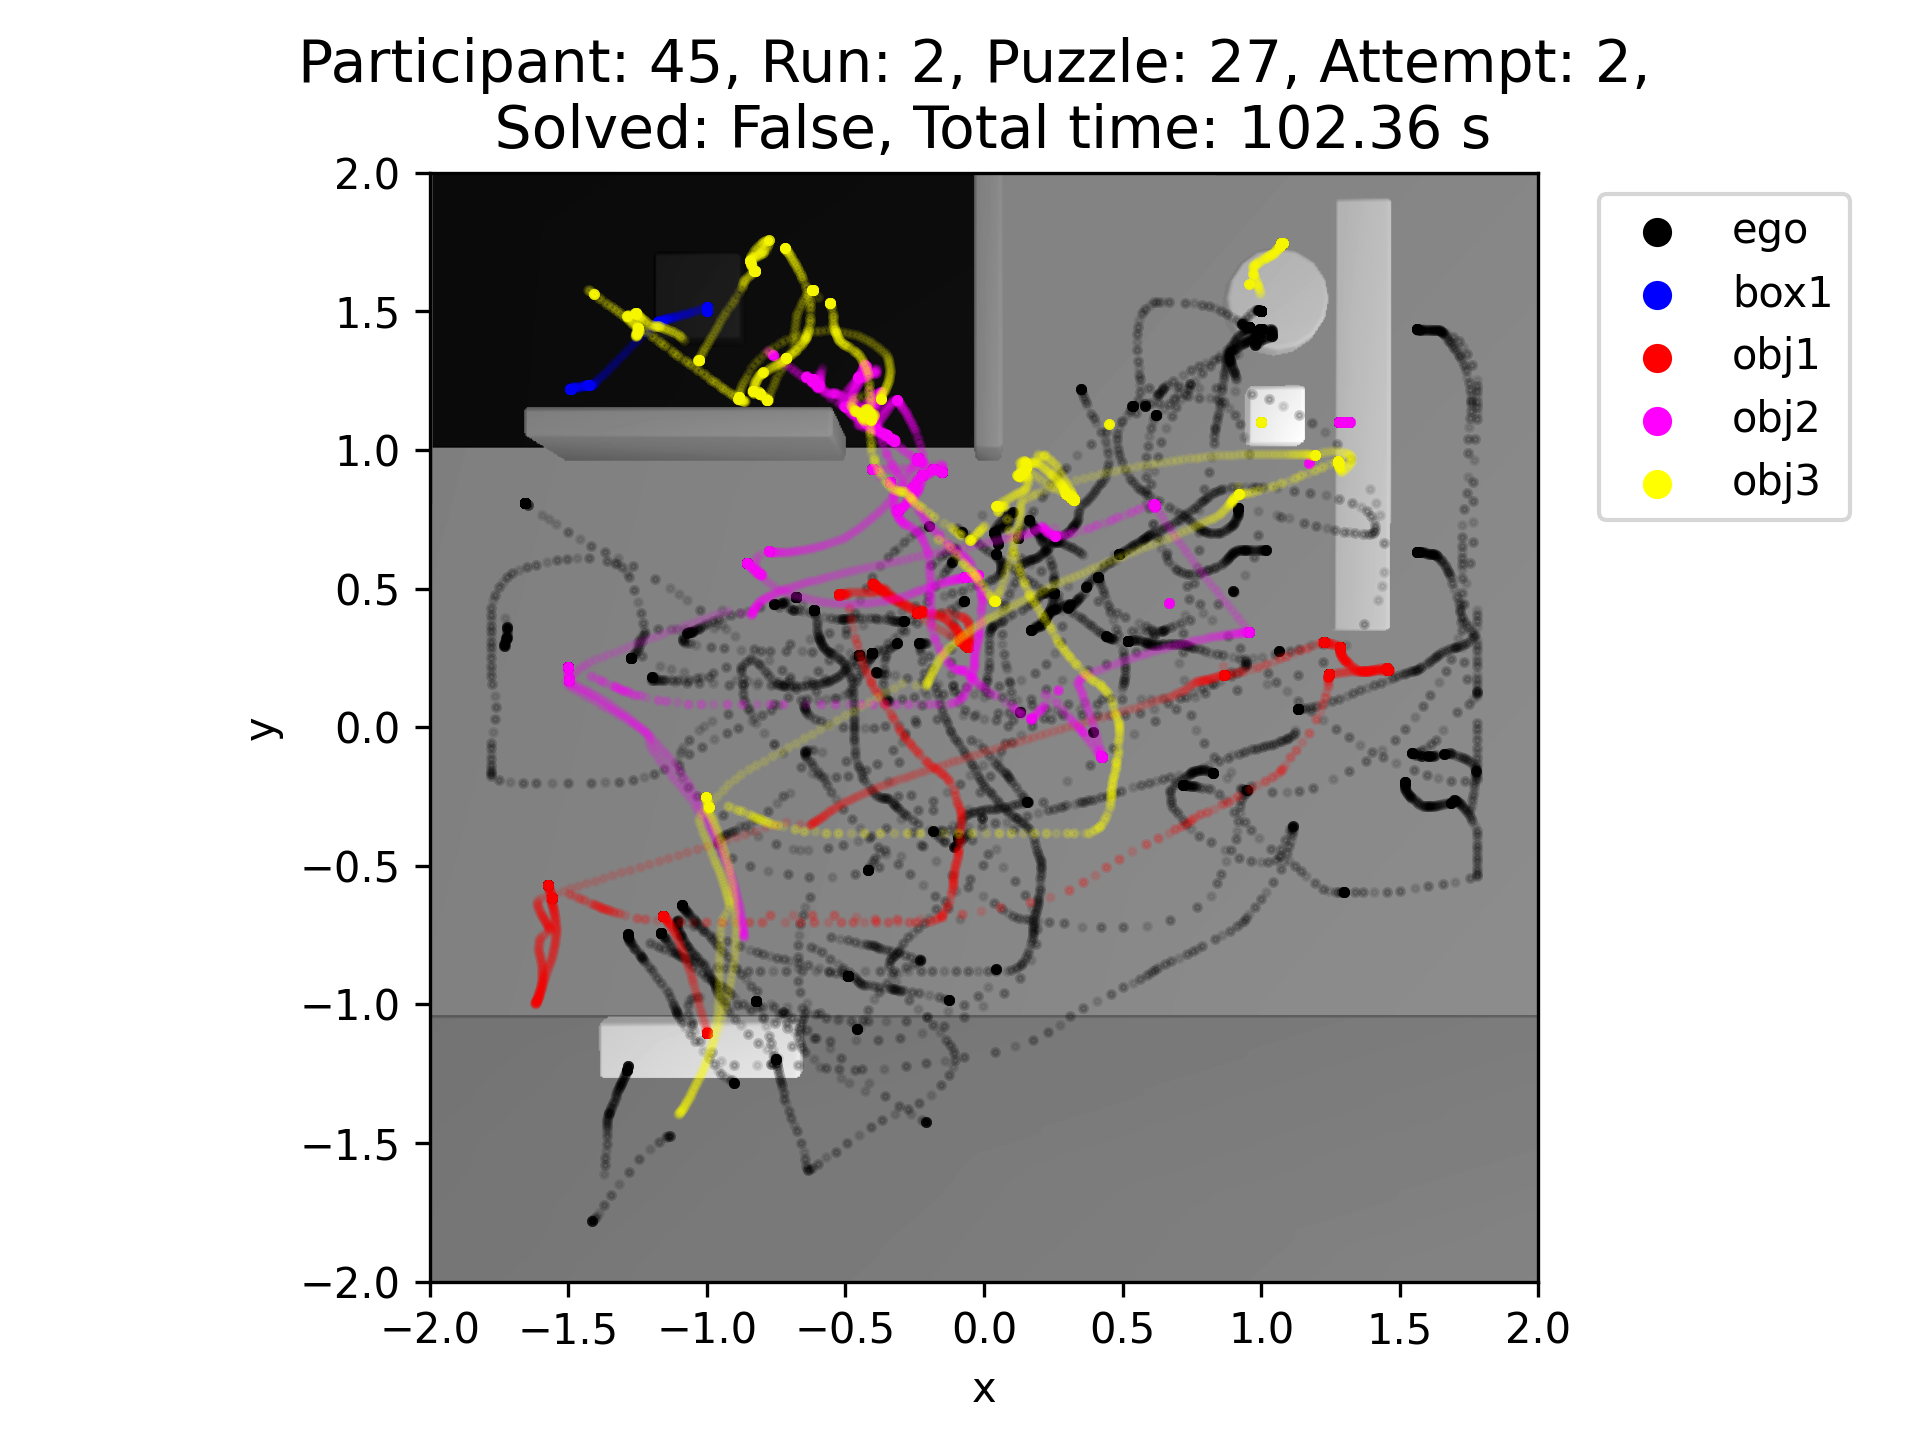 Participant: 45, Run: 2, Puzzle: 27, Attempt: 2,
Solved: False, Total time: 102.36 s
2.0
1.5
1.0
0.5
0.0
−0.5
−1.0
−1.5
−2.0
y
−2.0 −1.5 −1.0 −0.5 0.0 0.5 1.0 1.5 2.0
x
ego
box1
obj1
obj2
obj3